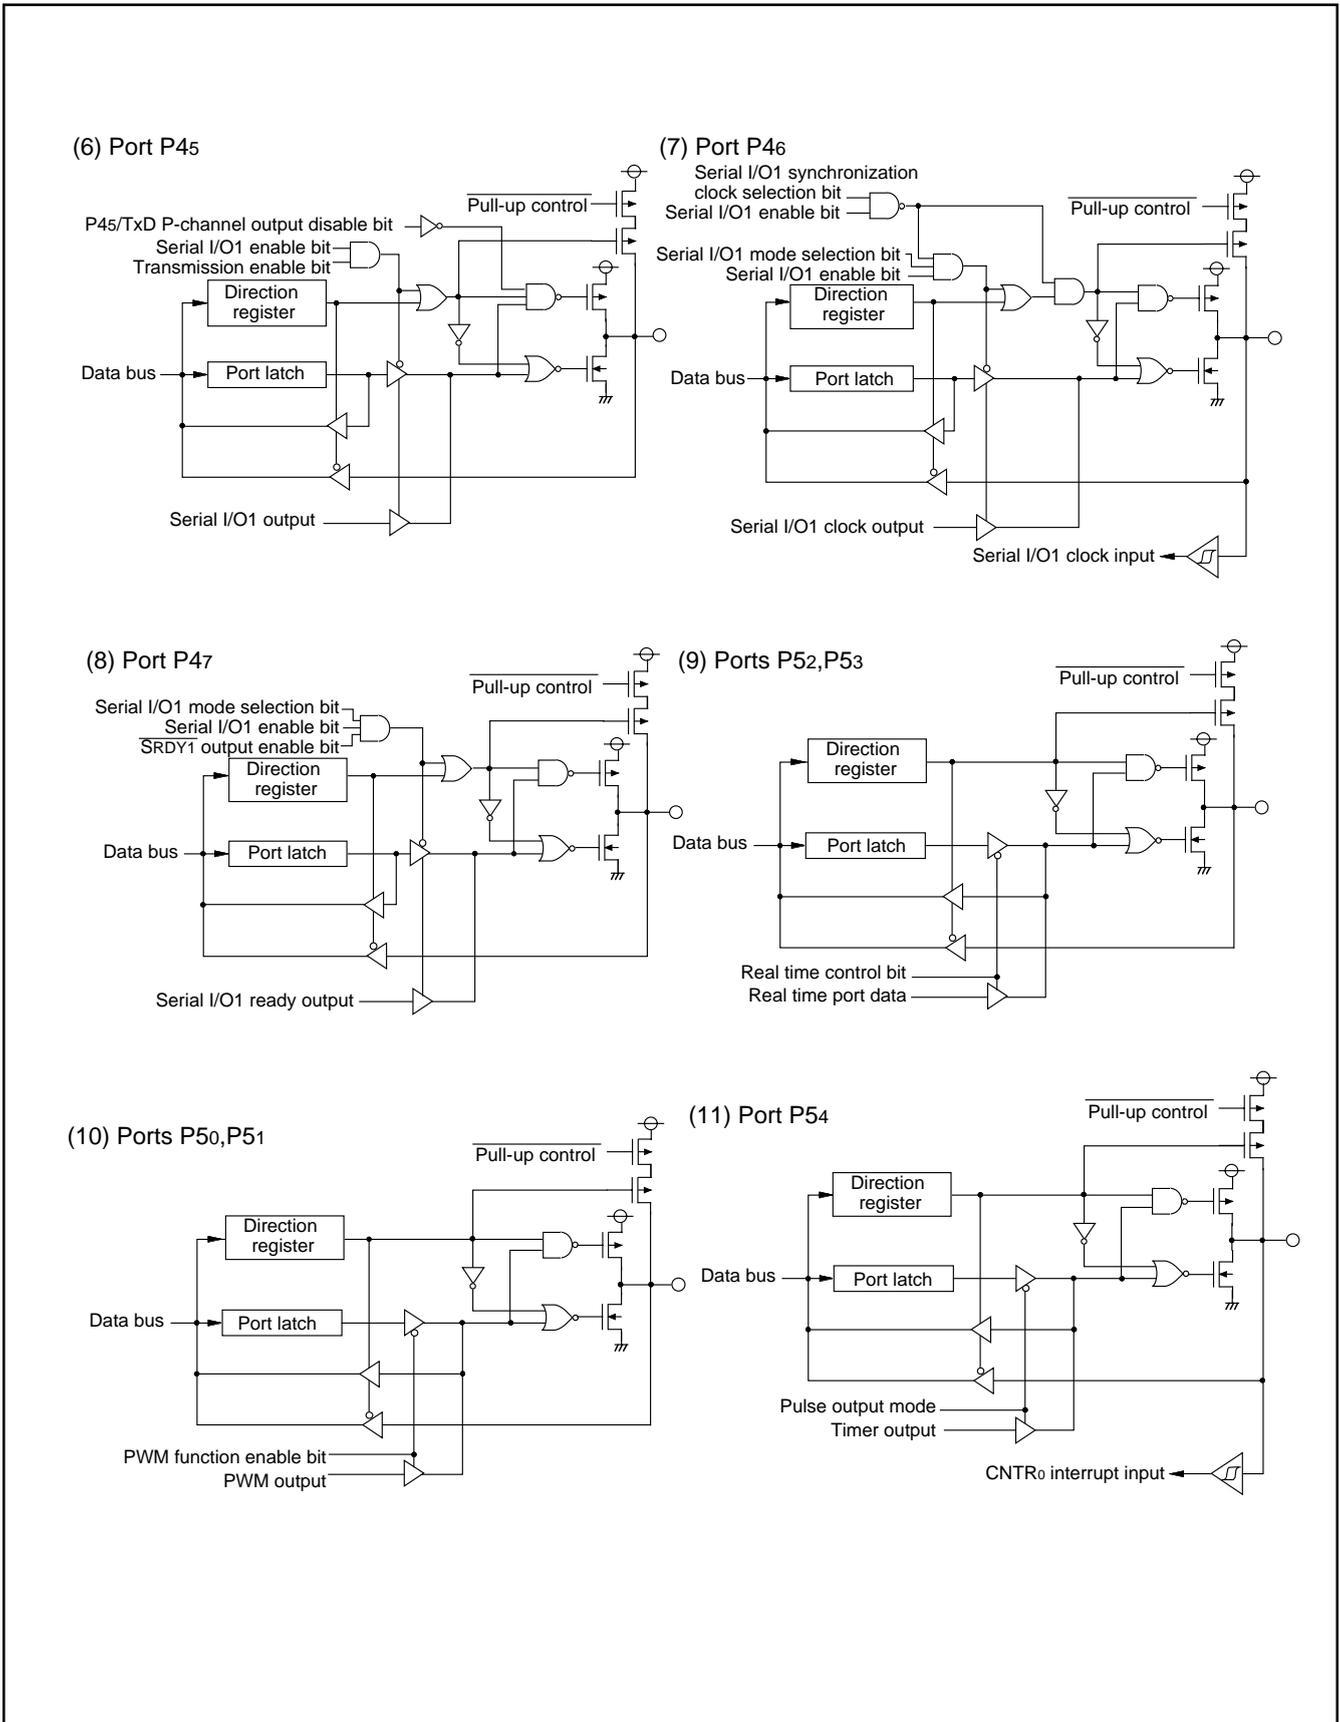 (6) Port P45
Pull-up control
P45/TxD P-channel output disable bit
Serial I/O1 enable bit
Transmission enable bit
Direction
register
Data bus
Port latch
Serial I/O1 output
(7) Port P46
Serial I/O1 synchronization
clock selection bit
Serial I/O1 enable bit
Pull-up control
Serial I/O1 mode selection bit
Serial I/O1 enable bit
Direction
register
Data bus
Port latch
Serial I/O1 clock output
Serial I/O1 clock input
(8) Port P47
Pull-up control
Serial I/O1 mode selection bit
Serial I/O1 enable bit
SRDY1 output enable bit
Direction
register
Data bus
Port latch
Serial I/O1 ready output
(9) Ports P52,P53
Pull-up control
Direction
register
Data bus
Port latch
Real time control bit
Real time port data
(10) Ports P50,P51
Pull-up control
Direction
register
Data bus
Port latch
PWM function enable bit
PWM output
(11) Port P54
Pull-up control
Direction
register
Data bus
Port latch
Pulse output mode
Timer output
CNTR0 interrupt input